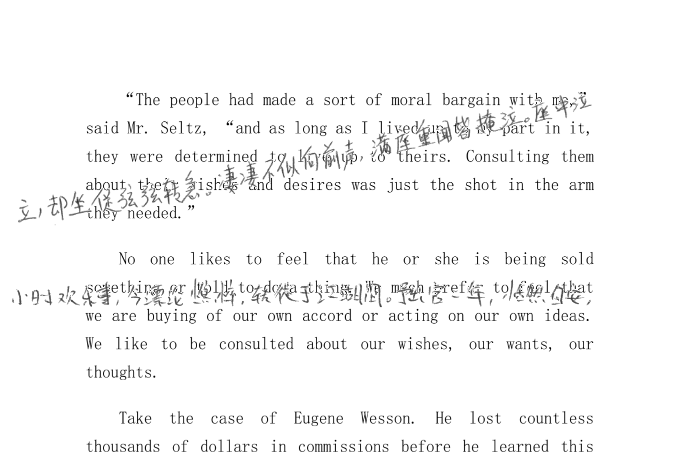 “The people had made a sort of moral bargain with me,”
said Mr. Seltz, “and as long as I lived up to my part in it,
they were determined to live up to theirs. Consulting them
about their wishes and desires was just the shot in the arm
they needed.”
立，却坐促弦弦转急。凄凄不似向前声，满座重闻皆掩泣。座中泣
No one likes to feel that he or she is being sold
something or told to do a thing. We much prefer to feel that
小时欢乐事，今漂沦憔悴，转徙于江湖间。予出官二年，恬然自安，
we are buying of our own accord or acting on our own ideas.
We like to be consulted about our wishes, our wants, our
thoughts.
Take the case of Eugene Wesson. He lost countless
thousands of dollars in commissions before he learned this